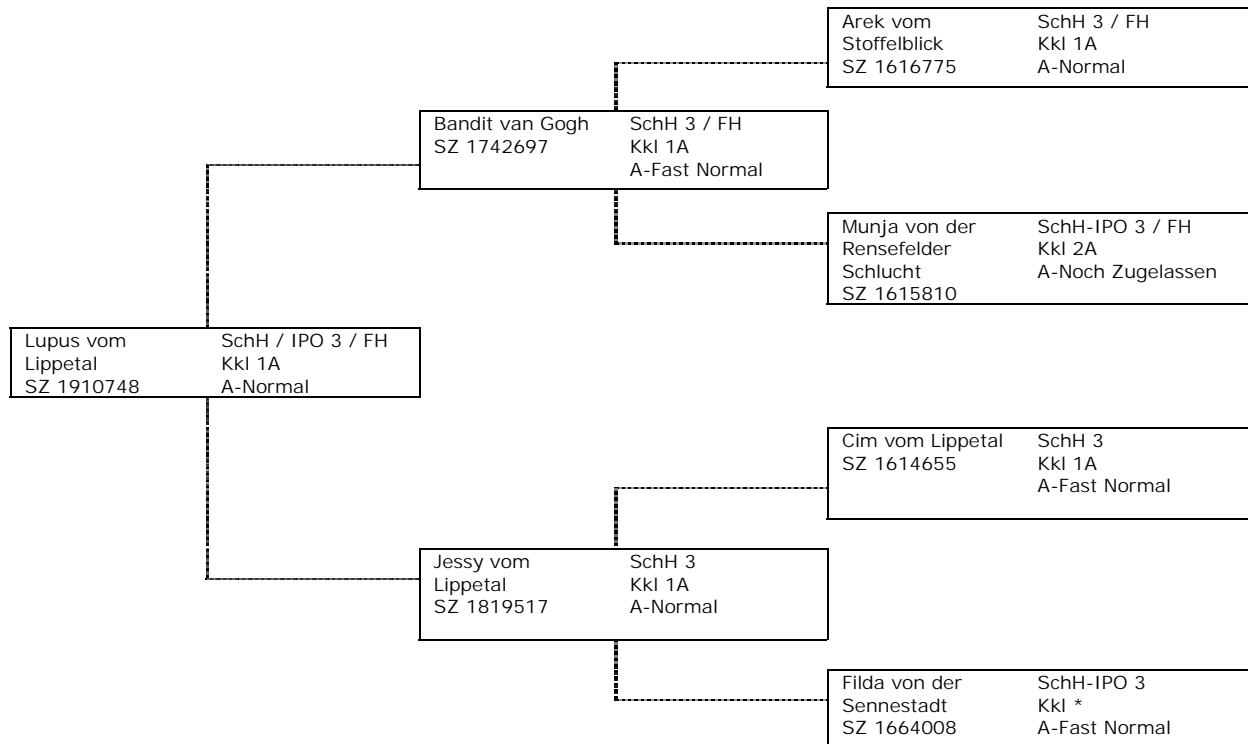 Arek vom SchH 3 / FH
Stoffelblick Kkl 1A
SZ 1616775 A-Normal
Bandit van Gogh SchH 3 / FH
SZ 1742697 Kkl 1A
A-Fast Normal
Munja von der SchH-IPO 3 / FH
Rensefelder Kkl 2A
Schlucht A-Noch Zugelassen
SZ 1615810
Lupus vom SchH / IPO 3 / FH
Lippetal Kkl 1A
SZ 1910748 A-Normal
Cim vom Lippetal SchH 3
SZ 1614655 Kkl 1A
A-Fast Normal
Jessy vom SchH 3
Lippetal Kkl 1A
SZ 1819517 A-Normal
Filda von der SchH-IPO 3
Sennestadt Kkl *
SZ 1664008 A-Fast Normal